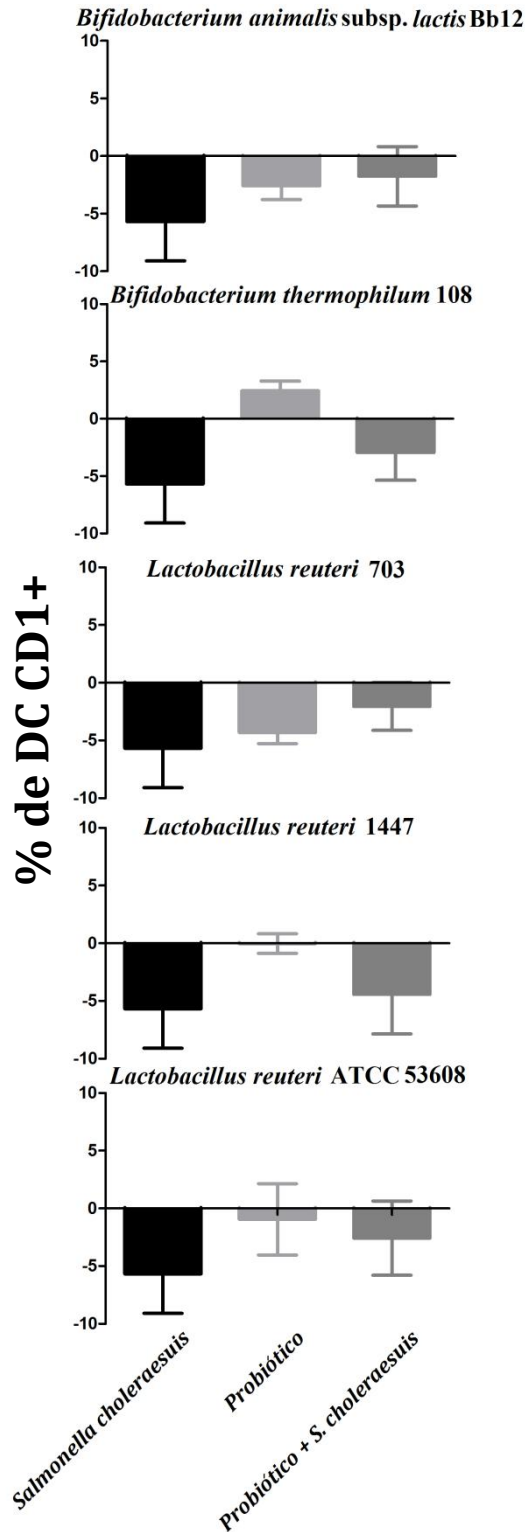 Bifidobacterium animalis subsp. lactis Bb12
10
5
0
-5
-10
Bifidobacterium thermophilum 108
10
5
0
-5
-10
Lactobacillus reuteri 703
10
5
0
-5
-10
Lactobacillus reuteri 1447
10
5
0
-5
-10
Lactobacillus reuteri ATCC 53608
10
5
0
-5
-10
% de DC CD1+
Salmonella choleraesuis
Probiótico
Probiótico + S. choleraesuis